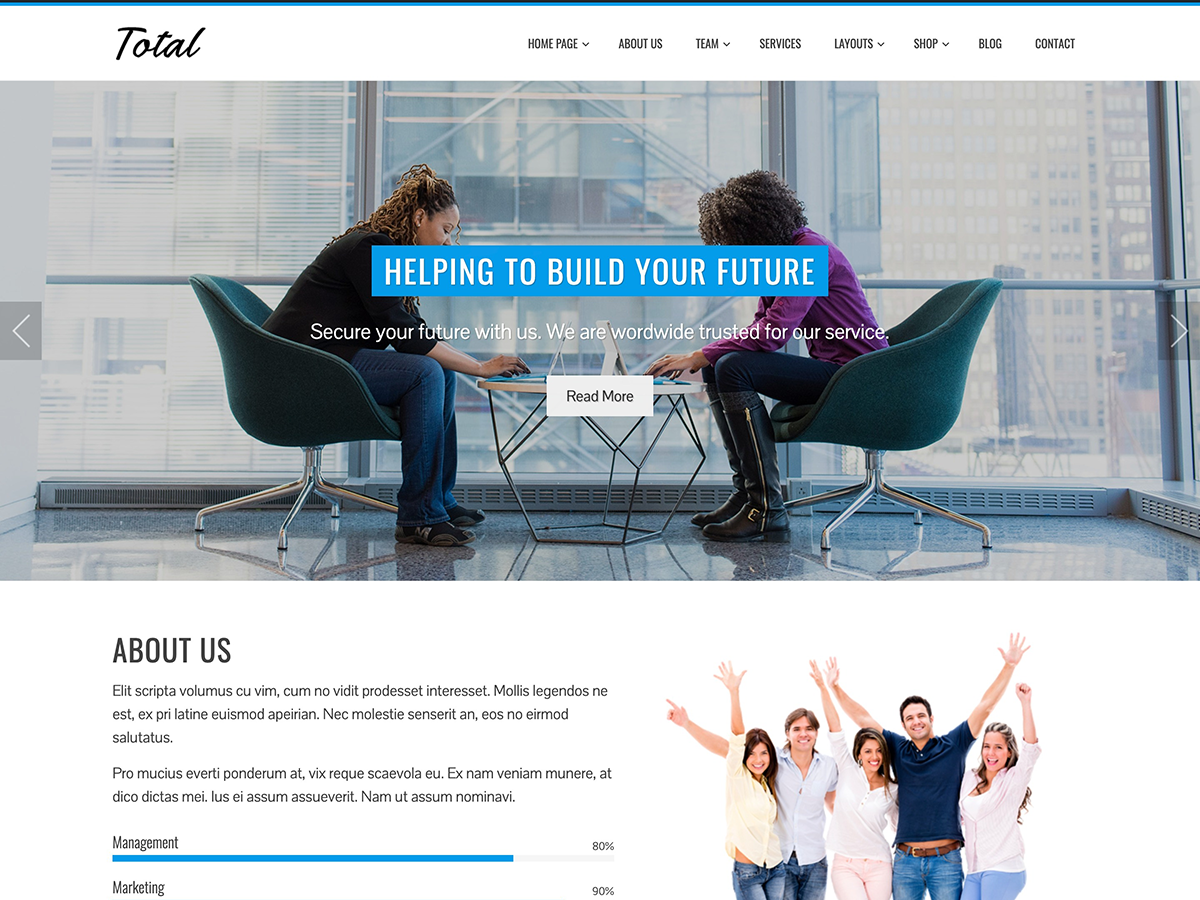 Total
HOME PAGE ABOUT US TEAM SERVICES LAYOUTS SHOP BLOG CONTACT
HELPING TO BUILD YOUR FUTURE
Secure your future with us. We are wordwide trusted for our service.
Read More
ABOUT US
Elit scripta volumus cu vim, cum no vidit prodesset interesset. Mollis legendos ne
est, ex pri latine euismod apeirian. Nec molestie senserit an, eos no eirmod
salutatus.
Pro mucius everti ponderum at, vix reque scaevola eu. Ex nam veniam munere, at
dico dictas mei. Ius ei assum assueverit. Nam ut assum nominavi.
Management 80%
Marketing 90%